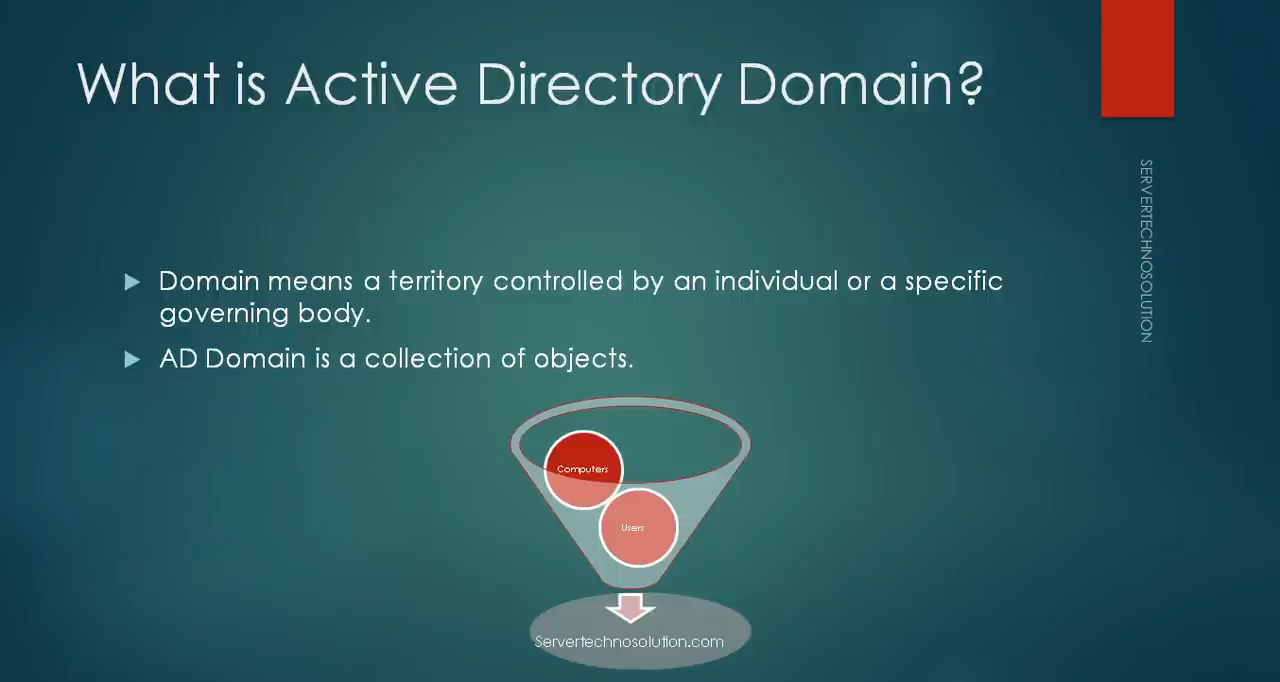 What is Active Directory Domain?
SERVERTECHNOSOLUTION
Domain means a territory controlled by an individual or a specific
governing body.
AD Domain is a collection of objects.
Computers
Users
Servertechnosolution.com